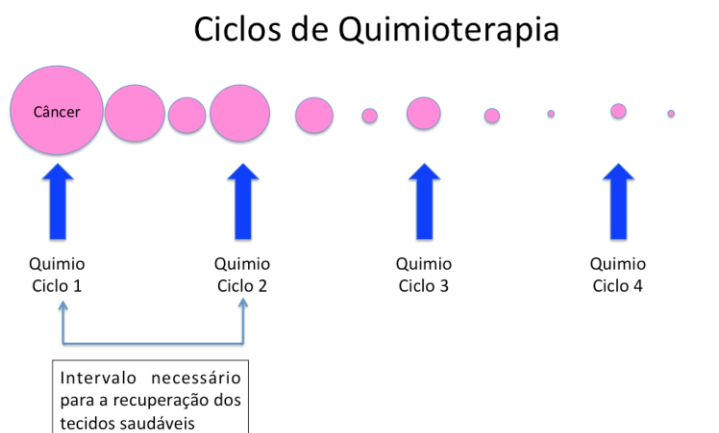 Ciclos de Quimioterapia
Câncer
Quimio
Ciclo 1
Quimio
Ciclo 2
Quimio
Ciclo 3
Quimio
Ciclo 4
Intervalo necessário
para a recuperação dos
tecidos saudáveis